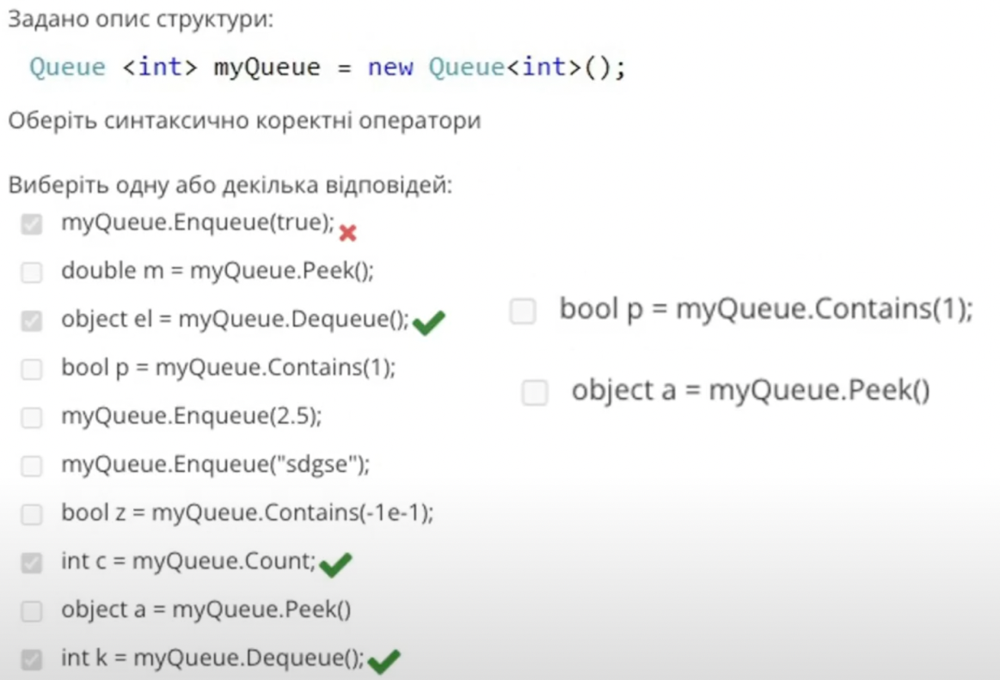 Задано опис структури:
Queue <int> myQueue = new Queue<int>();
Оберіть синтаксично коректні оператори
Виберіть одну або декілька відповідей:
myQueue.Enqueue(true);
double m = myQueue.Peek();
object el = myQueue.Dequeue();
bool p = myQueue.Contains(1);
myQueue.Enqueue(2.5);
myQueue.Enqueue("sdgse");
bool z = myQueue.Contains(-1e-1);
int c = myQueue.Count;
object a = myQueue.Peek()
int k = myQueue.Dequeue();
bool p = myQueue.Contains(1);
object a = myQueue.Peek()